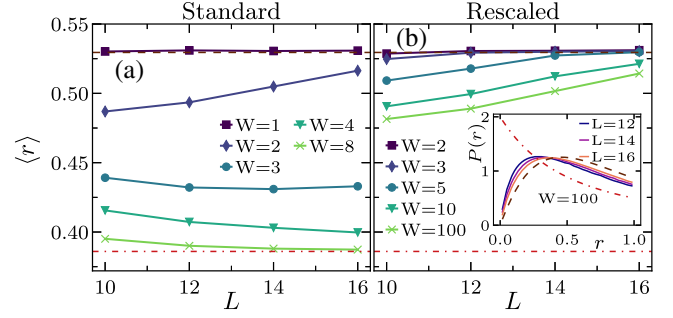 Standard
Rescaled
0.55
0.50
0.45
0.40
⟨r⟩
(a)
W=1
W=2
W=3
W=4
W=8
10
12
14
16
L
(b)
W=2
W=3
W=5
W=10
W=100
2
1
0
P(r)
L=12
L=14
L=16
W=100
0.0
0.5
1.0
r
10
12
14
16
L